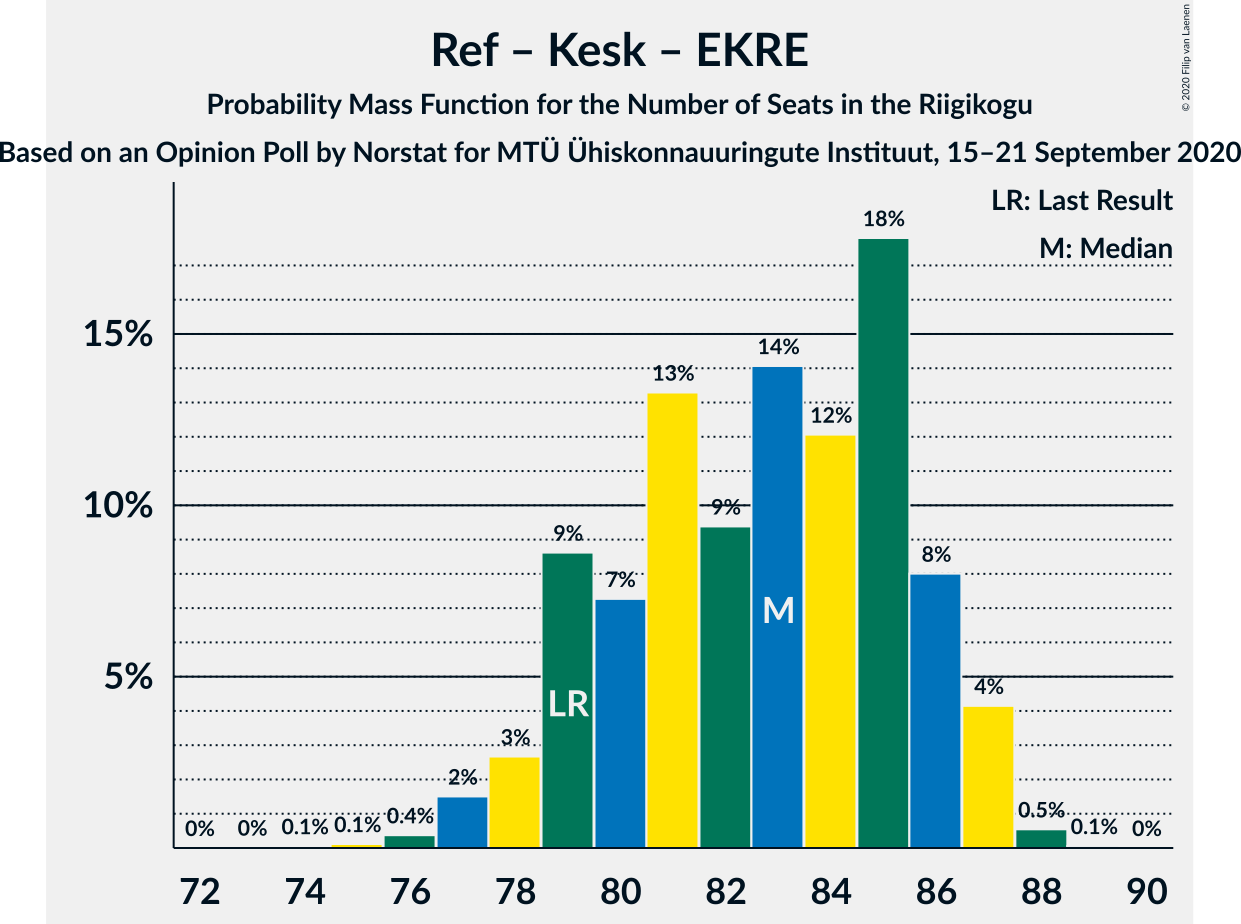 Ref – Kesk – EKRE
Probability Mass Function for the Number of Seats in the Riigikogu
Based on an Opinion Poll by Norstat for MTÜ Ühiskonnauuringute Instituut, 15–21 September 2020
© 2020 Filip van Laenen
LR: Last Result
M: Median
18%
15%
14%
13%
12%
10%
9%
9%
8%
7%
M
5%
4%
LR
3%
2%
0% 0% 0.1% 0.1% 0.4% 0.5% 0.1% 0%
72 74 76 78 80 82 84 86 88 90